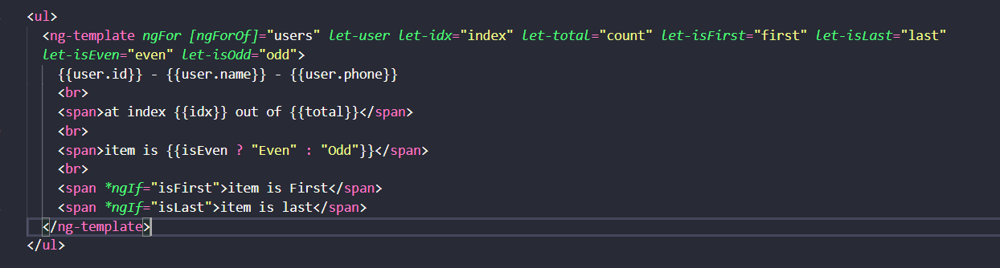 <ul>
<ng-template ngFor [ngForOf]="users" let-user let-idx="index" let-total="count" let-isFirst="first" let-isLast="last"
let-isEven="even" let-isOdd="odd">
{{user.id}} - {{user.name}} - {{user.phone}}
<br>
<span>at index {{idx}} out of {{total}}</span>
<br>
<span>item is {{isEven ? "Even" : "Odd"}}</span>
<br>
<span *ngIf="isFirst">item is First</span>
<span *ngIf="isLast">item is last</span>
</ng-template>
</ul>